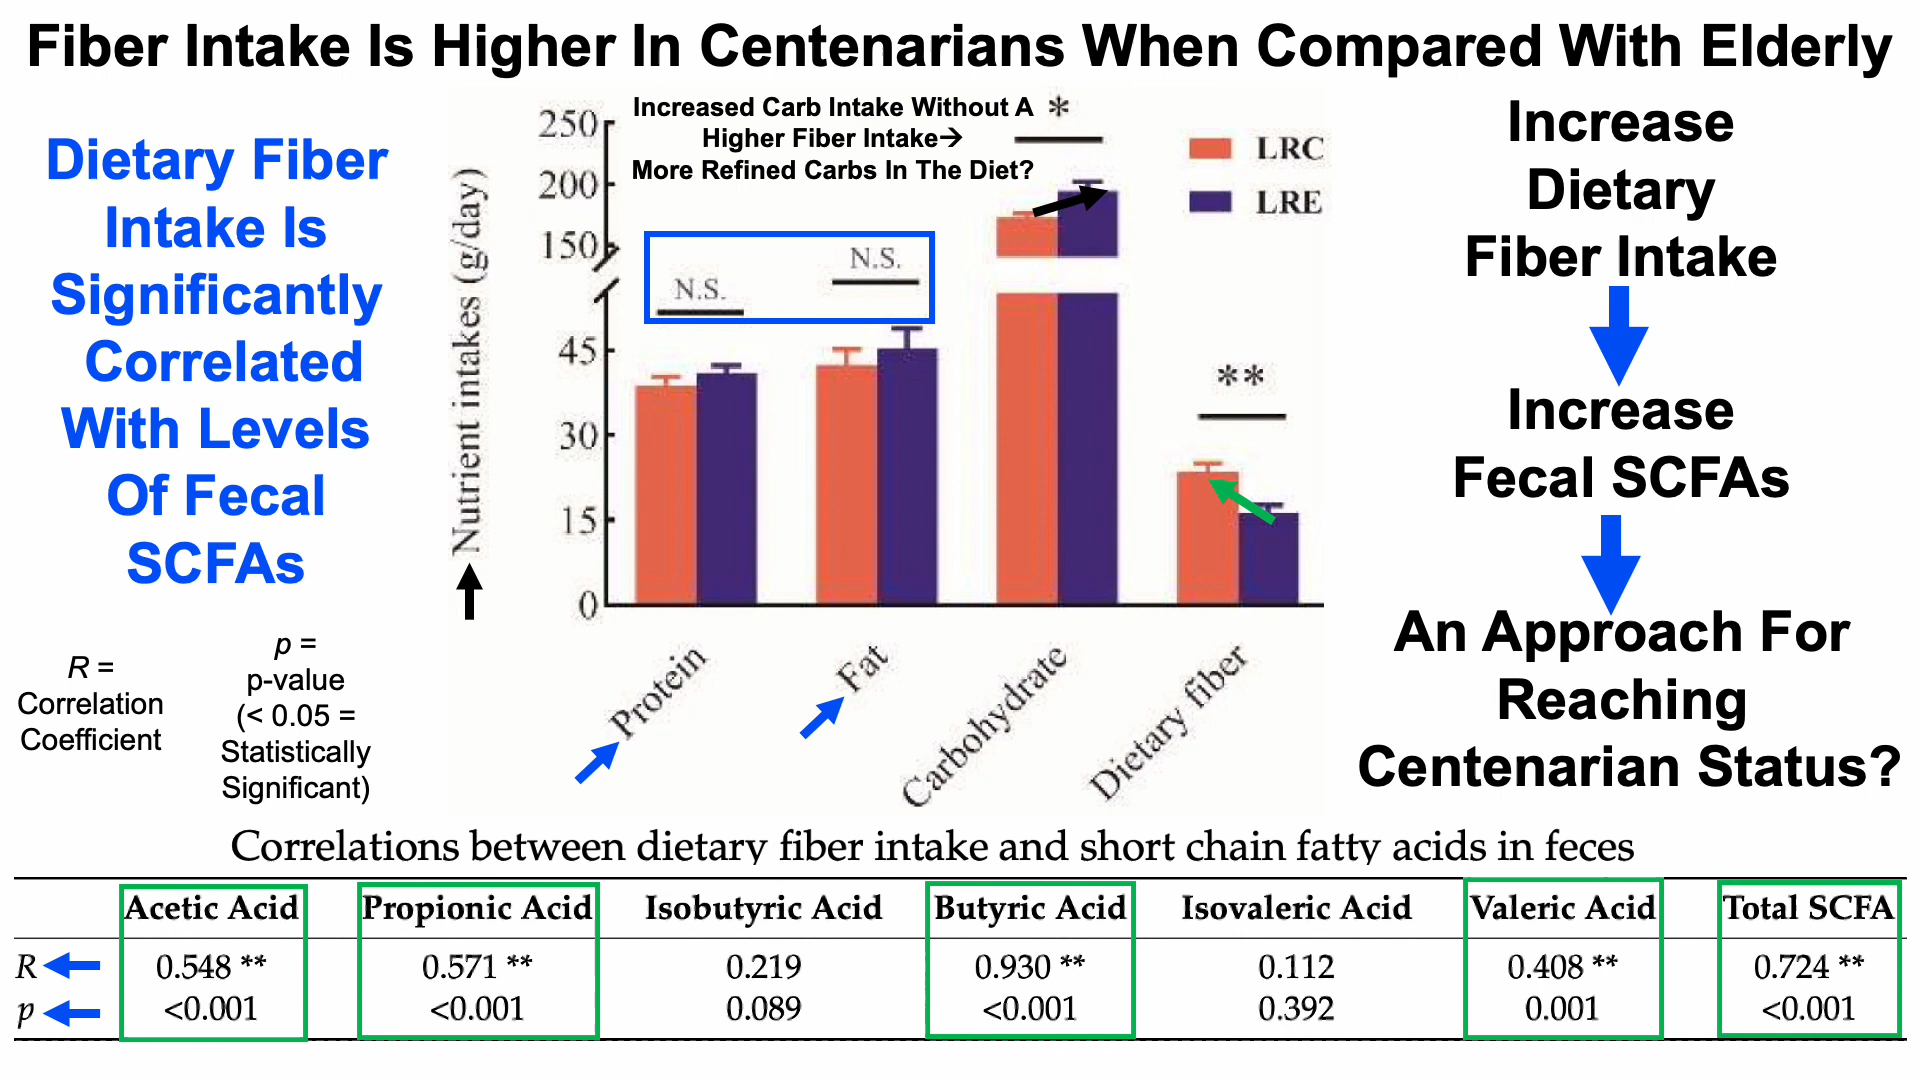 Fiber Intake Is Higher In Centenarians When Compared With Elderly
Dietary Fiber
Intake Is
Significantly
Correlated
With Levels
Of Fecal
SCFAs
R =
Correlation
Coefficient
p =
p-value
(< 0.05 =
Statistically
Significant)
Increased Carb Intake Without A
Higher Fiber Intake→
More Refined Carbs In The Diet?
*
LRC
LRE
Nutrient intakes (g/day)
250
200
150
45
30
15
0
N.S.
N.S.
**
Protein
Fat
Carbohydrate
Dietary fiber
Increase
Dietary
Fiber Intake
Increase
Fecal SCFAs
An Approach For
Reaching
Centenarian Status?
Correlations between dietary fiber intake and short chain fatty acids in feces
Acetic Acid Propionic Acid Isobutyric Acid Butyric Acid Isovaleric Acid Valeric Acid Total SCFA
R 0.548 ** 0.571 ** 0.219 0.930 ** 0.112 0.408 ** 0.724 **
p <0.001 <0.001 0.089 <0.001 0.392 0.001 <0.001